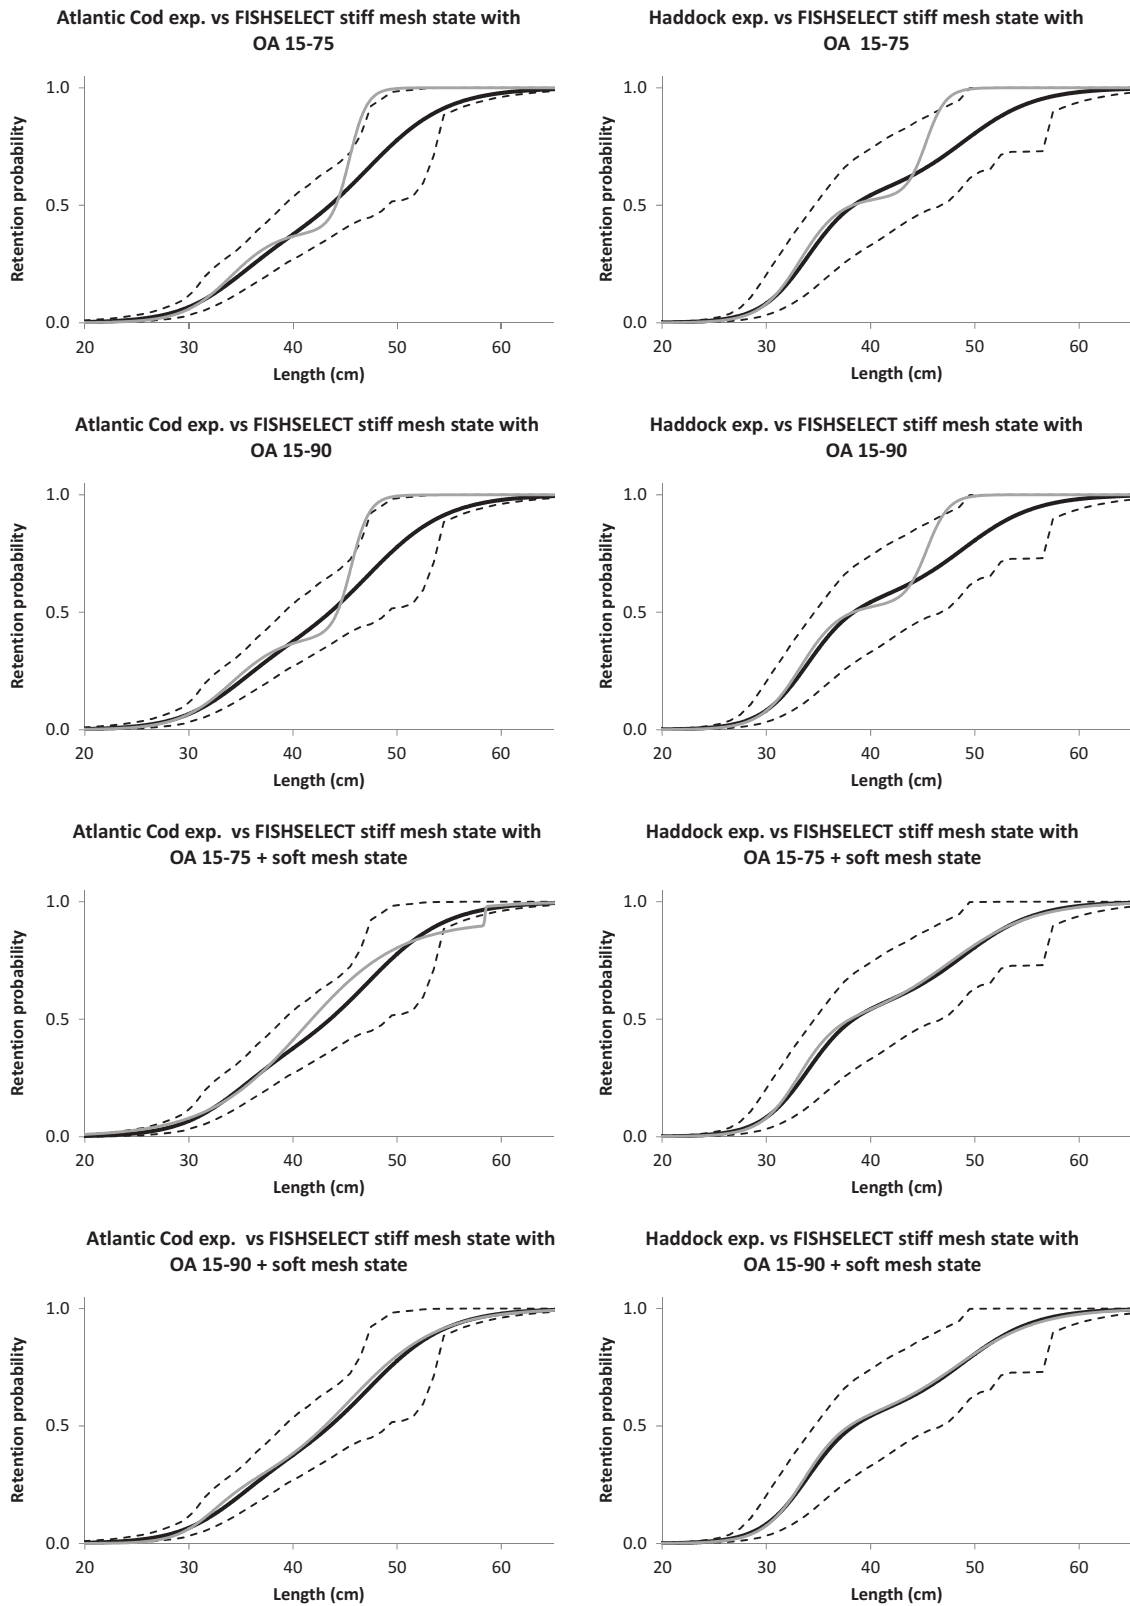 Atlantic Cod exp. vs FISHSELECT stiff mesh state with
OA 15-75
Retention probability
1.0
0.5
0.0
20 30 40 50 60
Length (cm)
Haddock exp. vs FISHSELECT stiff mesh state with
OA 15-75
Retention probability
1.0
0.5
0.0
20 30 40 50 60
Length (cm)
Atlantic Cod exp. vs FISHSELECT stiff mesh state with
OA 15-90
Retention probability
1.0
0.5
0.0
20 30 40 50 60
Length (cm)
Haddock exp. vs FISHSELECT stiff mesh state with
OA 15-90
Retention probability
1.0
0.5
0.0
20 30 40 50 60
Length (cm)
Atlantic Cod exp. vs FISHSELECT stiff mesh state with
OA 15-75 + soft mesh state
Retention probability
1.0
0.5
0.0
20 30 40 50 60
Length (cm)
Haddock exp. vs FISHSELECT stiff mesh state with
OA 15-75 + soft mesh state
Retention probability
1.0
0.5
0.0
20 30 40 50 60
Length (cm)
Atlantic Cod exp. vs FISHSELECT stiff mesh state with
OA 15-90 + soft mesh state
Retention probability
1.0
0.5
0.0
20 30 40 50 60
Length (cm)
Haddock exp. vs FISHSELECT stiff mesh state with
OA 15-90 + soft mesh state
Retention probability
1.0
0.5
0.0
20 30 40 50 60
Length (cm)